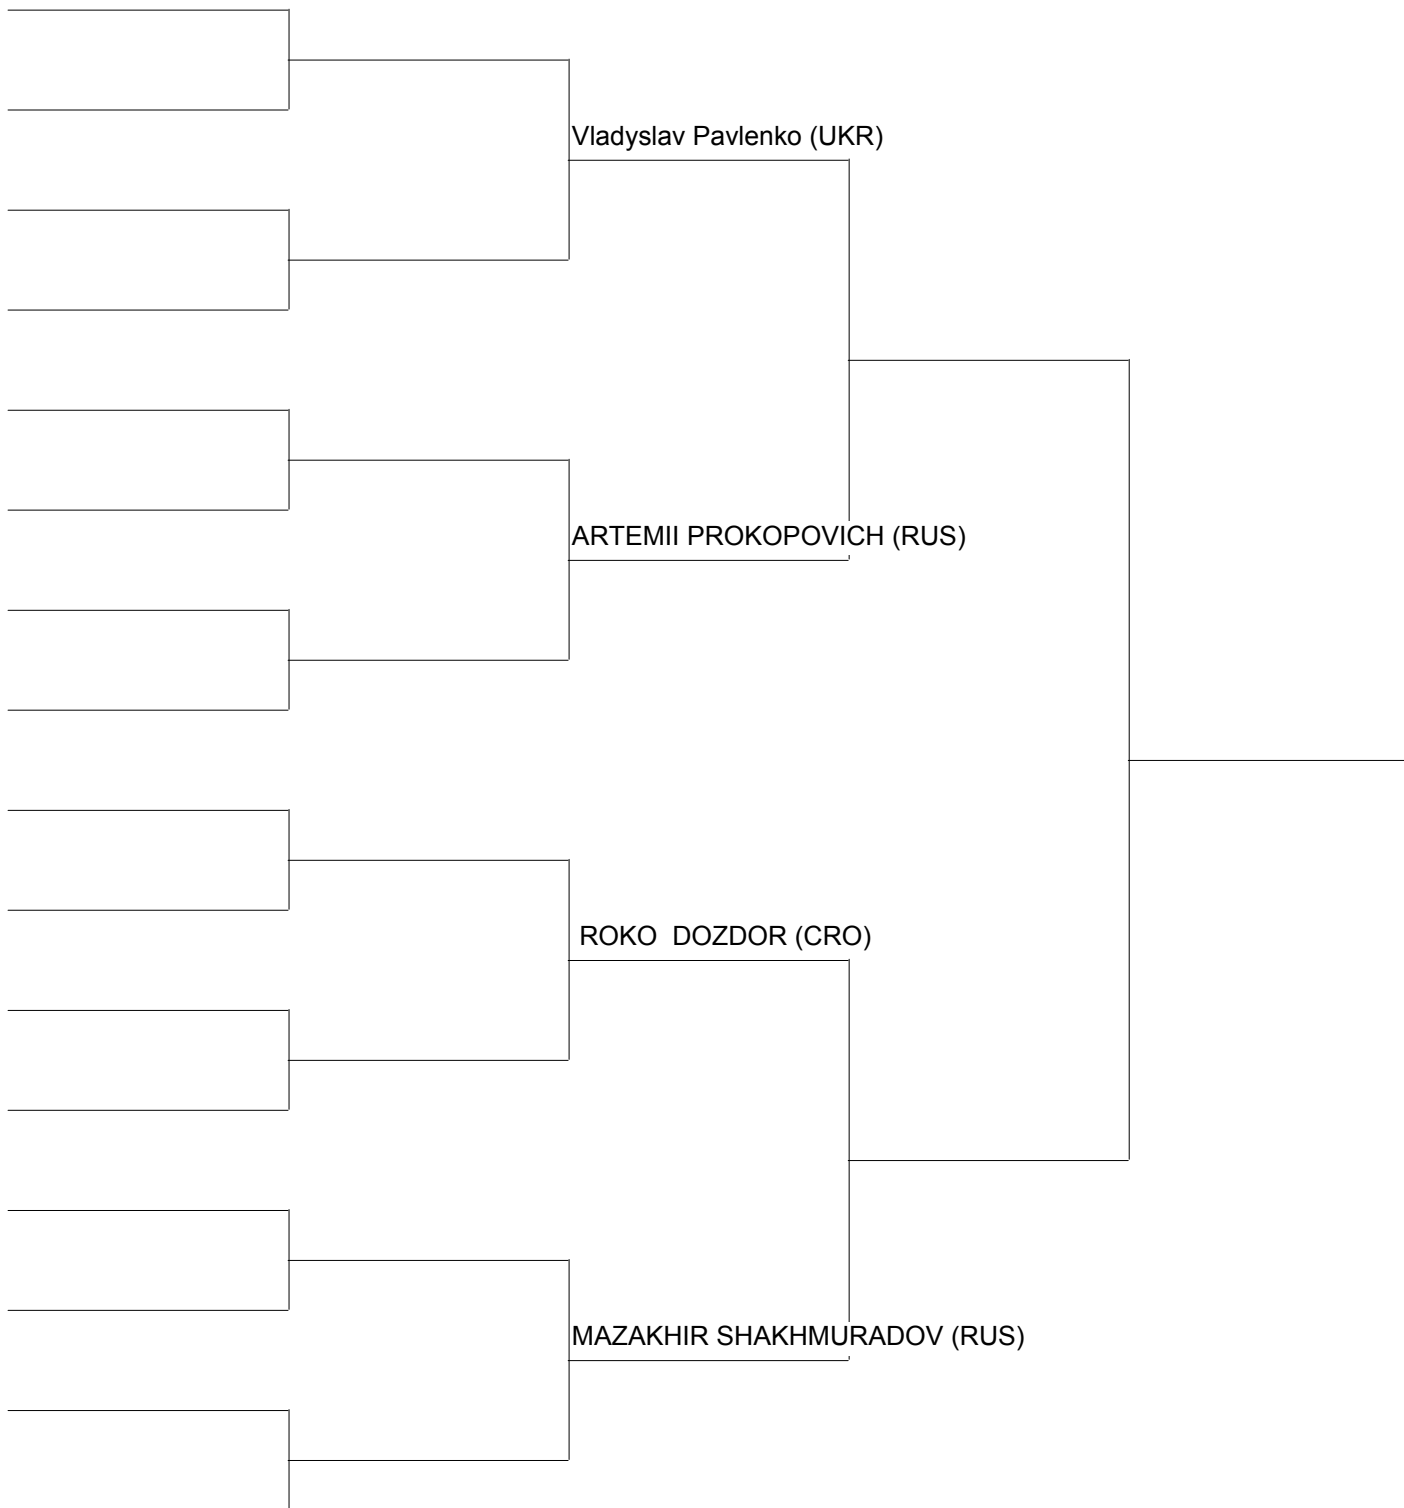 Vladyslav Pavlenko (UKR)
ARTEMII PROKOPOVICH (RUS)
ROKO  DOZDOR (CRO)
MAZAKHIR SHAKHMURADOV (RUS)